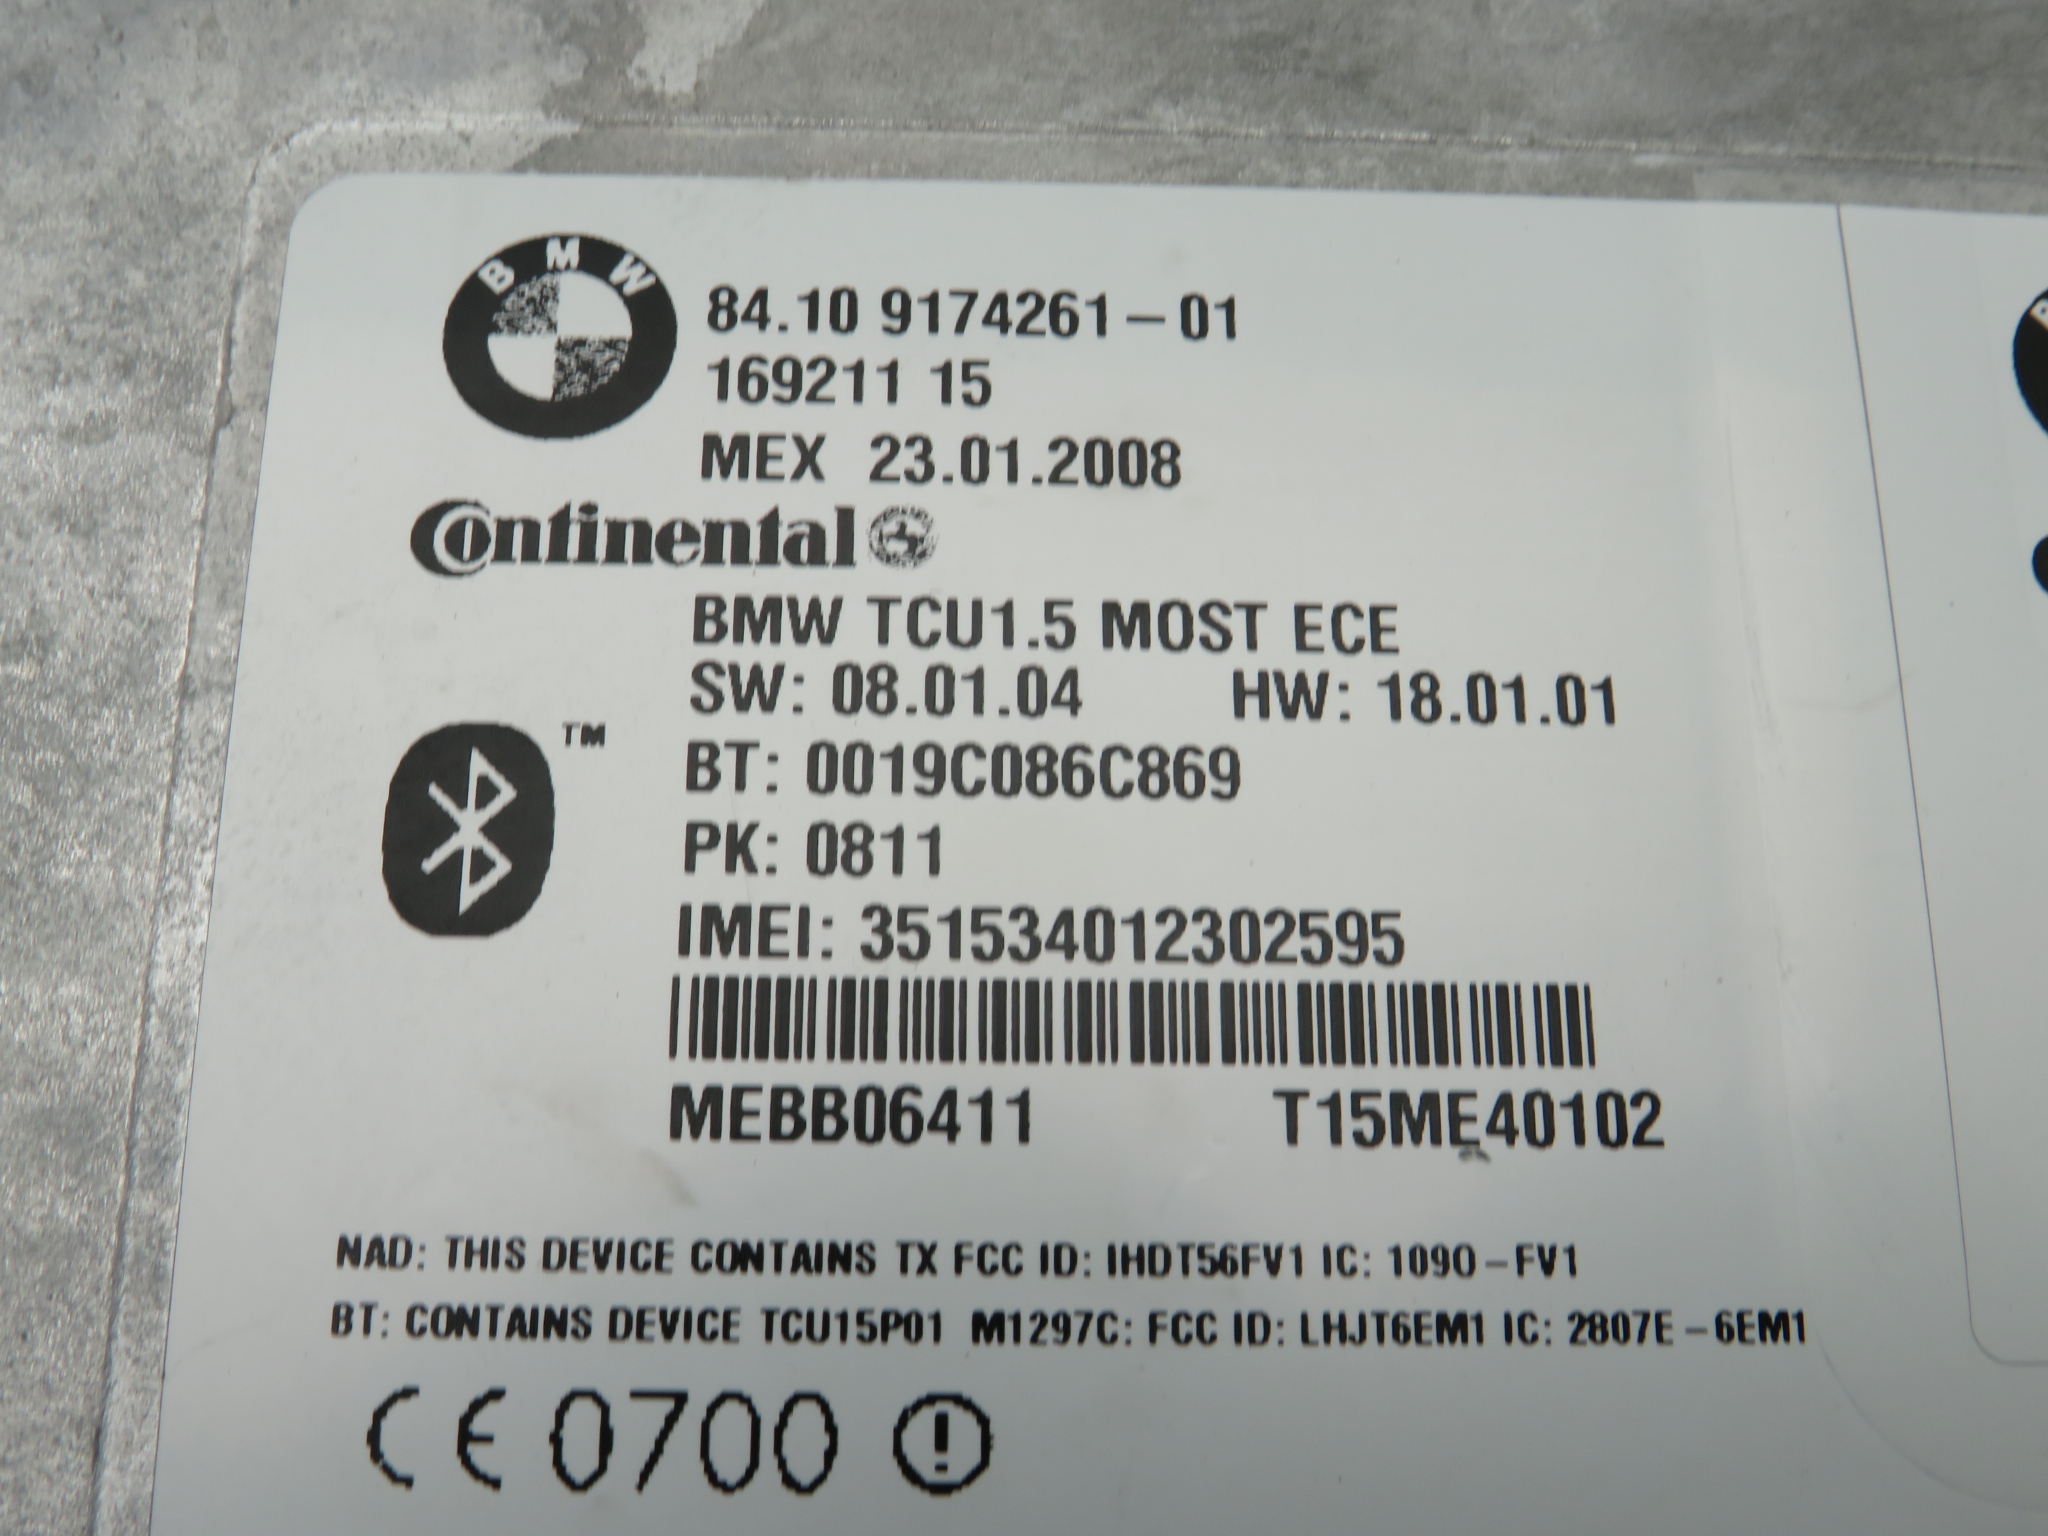 BMW
84.10 9174261-01
169211 15
MEX 23.01.2008
Continental
BMW TCU1.5 MOST ECE
SW: 08.01.04 HW: 18.01.01
TM
BT: 0019C086C869
PK: 0811
IMEI: 351534012302595
MEBB06411 T15ME40102
NAD: THIS DEVICE CONTAINS TX FCC ID: IHDT56FV1 IC: 1090-FV1
BT: CONTAINS DEVICE TCU15P01 M1297C: FCC ID: LHJT6EM1 IC: 2807E-6EM1
CE 0700 !